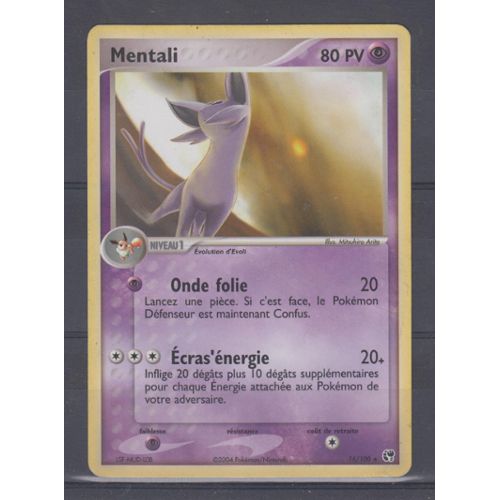 Mentali 80 PV
Illus. Mitsuhiro Arita
NIVEAU 1
Évolution d'Évoli
Onde folie 20
Lancez une pièce. Si c'est face, le Pokémon
Défenseur est maintenant Confus.
Écras'énergie 20+
Inflige 20 dégâts plus 10 dégâts supplémentaires
pour chaque Énergie attachée aux Pokémon de
votre adversaire.
faiblesse résistance coût de retraite
©2004 Pokémon/Nintendo 16/100 ★